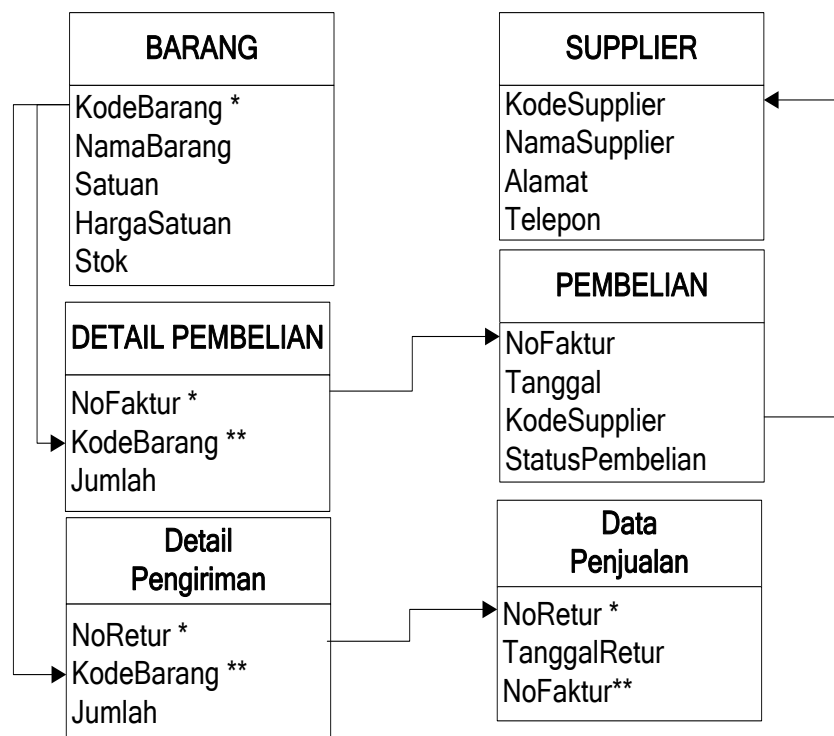 BARANG
KodeBarang *
NamaBarang
Satuan
HargaSatuan
Stok
SUPPLIER
KodeSupplier
NamaSupplier
Alamat
Telepon
DETAIL PEMBELIAN
NoFaktur *
KodeBarang **
Jumlah
PEMBELIAN
NoFaktur
Tanggal
KodeSupplier
StatusPembelian
Detail
Pengiriman
NoRetur *
KodeBarang **
Jumlah
Data
Penjualan
NoRetur *
TanggalRetur
NoFaktur**